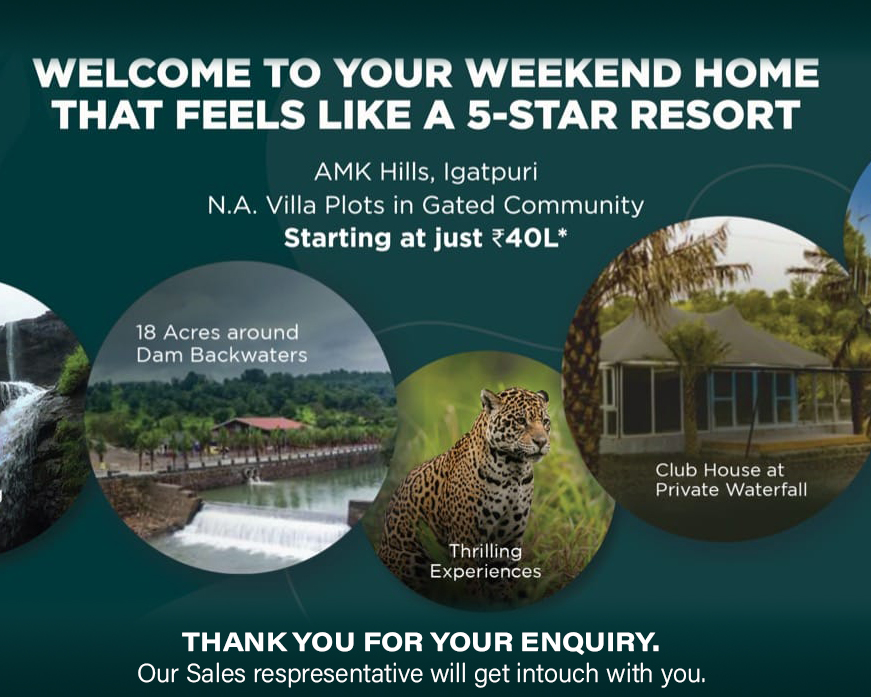 WELCOME TO YOUR WEEKEND HOME
THAT FEELS LIKE A 5-STAR RESORT
AMK Hills, Igatpuri
N.A. Villa Plots in Gated Community
Starting at just ₹40L*
18 Acres around
Dam Backwaters
Thrilling
Experiences
Club House at
Private Waterfall
THANK YOU FOR YOUR ENQUIRY.
Our Sales respresentative will get intouch with you.